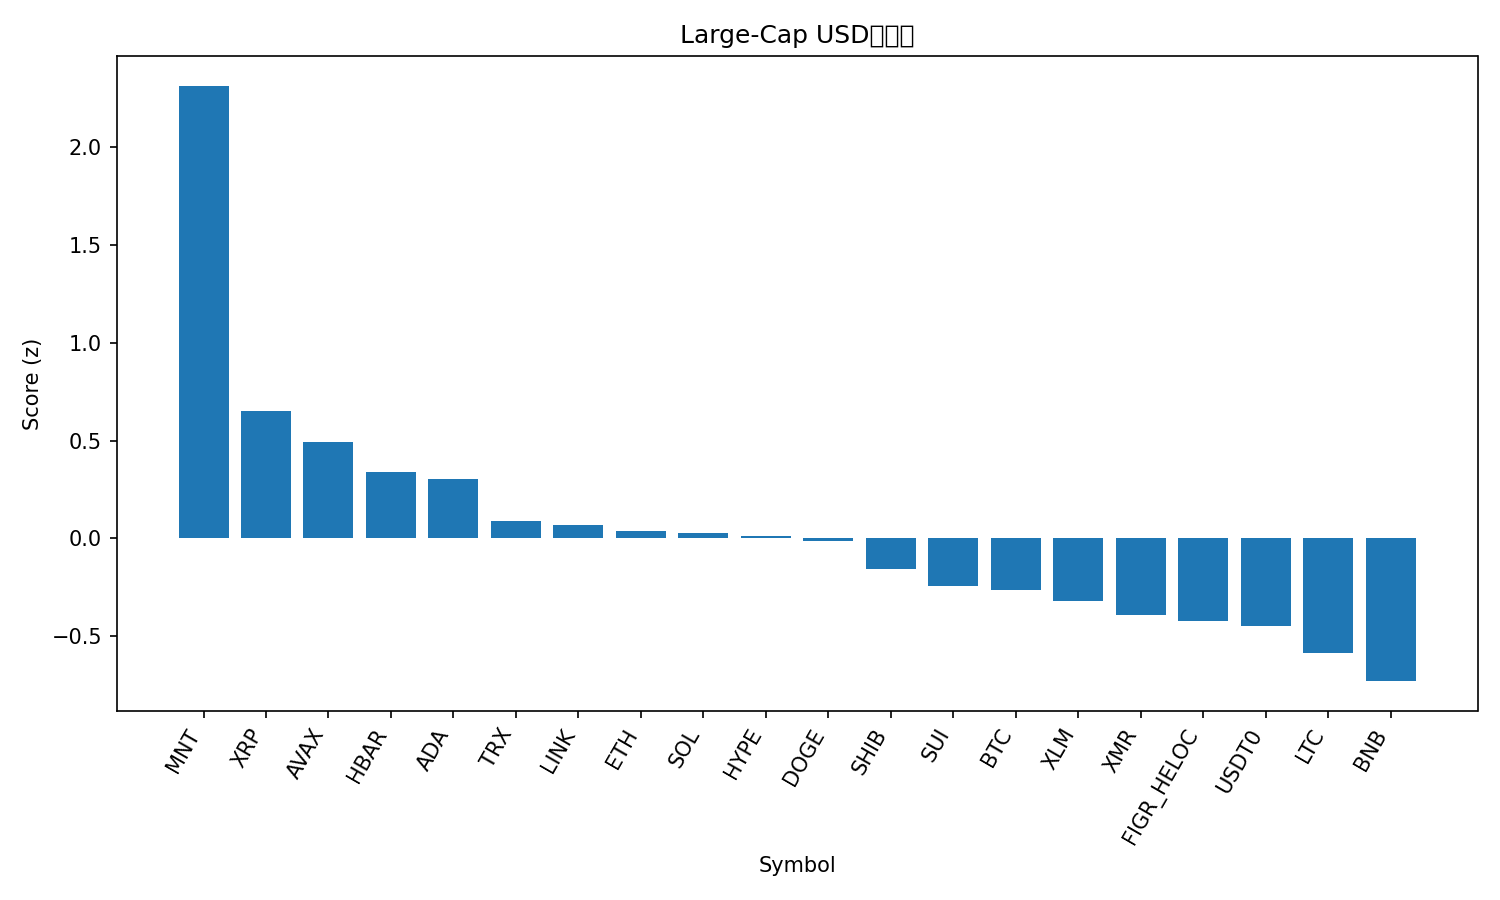 Large-Cap USD
Score (z)
2.0
1.5
1.0
0.5
0.0
−0.5
MNT
XRP
AVAX
HBAR
ADA
TRX
LINK
ETH
SOL
HYPE
DOGE
SHIB
SUI
BTC
XLM
XMR
FIGR_HELOC
USDT0
LTC
BNB
Symbol